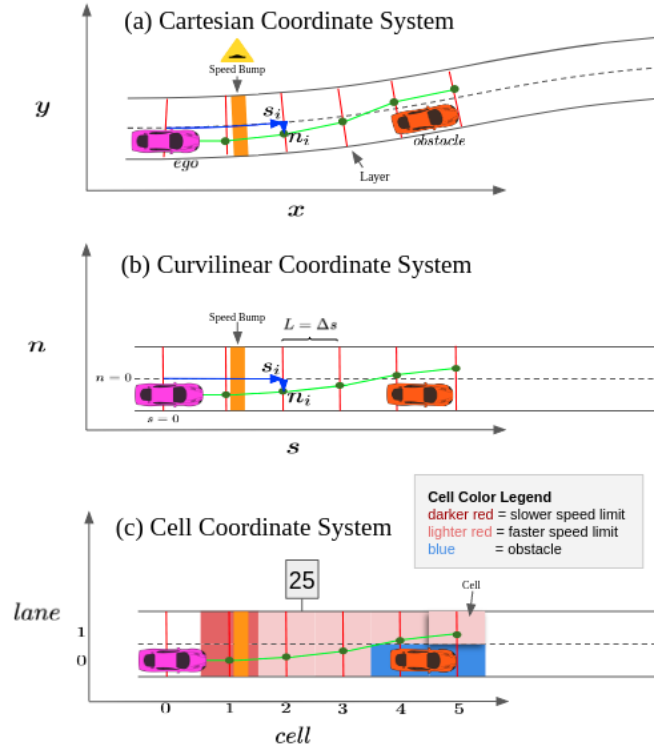 (a) Cartesian Coordinate System
Speed Bump
y
s_i
n_i
ego
obstacle
Layer
x
(b) Curvilinear Coordinate System
Speed Bump
L = Δs
n
s_i
n = 0
n_i
s = 0
s
Cell Color Legend
darker red = slower speed limit
lighter red = faster speed limit
blue = obstacle
(c) Cell Coordinate System
25
Cell
lane
1
0
0 1 2 3 4 5
cell